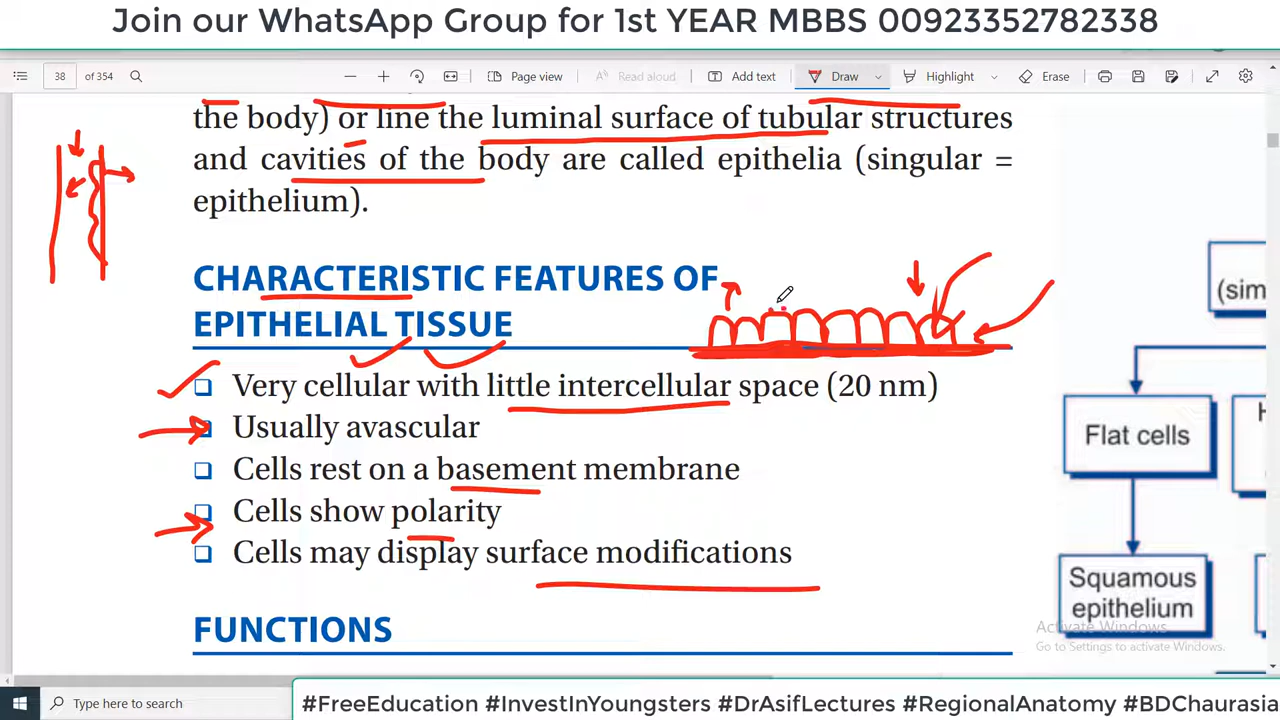 Join our WhatsApp Group for 1st YEAR MBBS 00923352782338
38 of 354
Page view
Read aloud
Add text
Draw
Highlight
Erase
the body) or line the luminal surface of tubular structures
and cavities of the body are called epithelia (singular =
epithelium).
CHARACTERISTIC FEATURES OF
EPITHELIAL TISSUE
Very cellular with little intercellular space (20 nm)
Usually avascular
Cells rest on a basement membrane
Cells show polarity
Cells may display surface modifications
FUNCTIONS
(sim
Flat cells
H
Squamous
epithelium
Activate Windows
Go to Settings to activate Windows.
Type here to search
#FreeEducation #InvestInYoungsters #DrAsifLectures #RegionalAnatomy #BDChaurasia